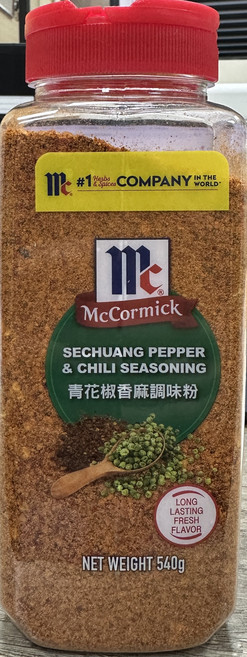 mc #1 Herbs & Spices COMPANY IN THE WORLD*
mc®
McCormick
SECHUANG PEPPER
& CHILI SEASONING
青花椒香麻調味粉
LONG
LASTING
FRESH
FLAVOR
NET WEIGHT 540g